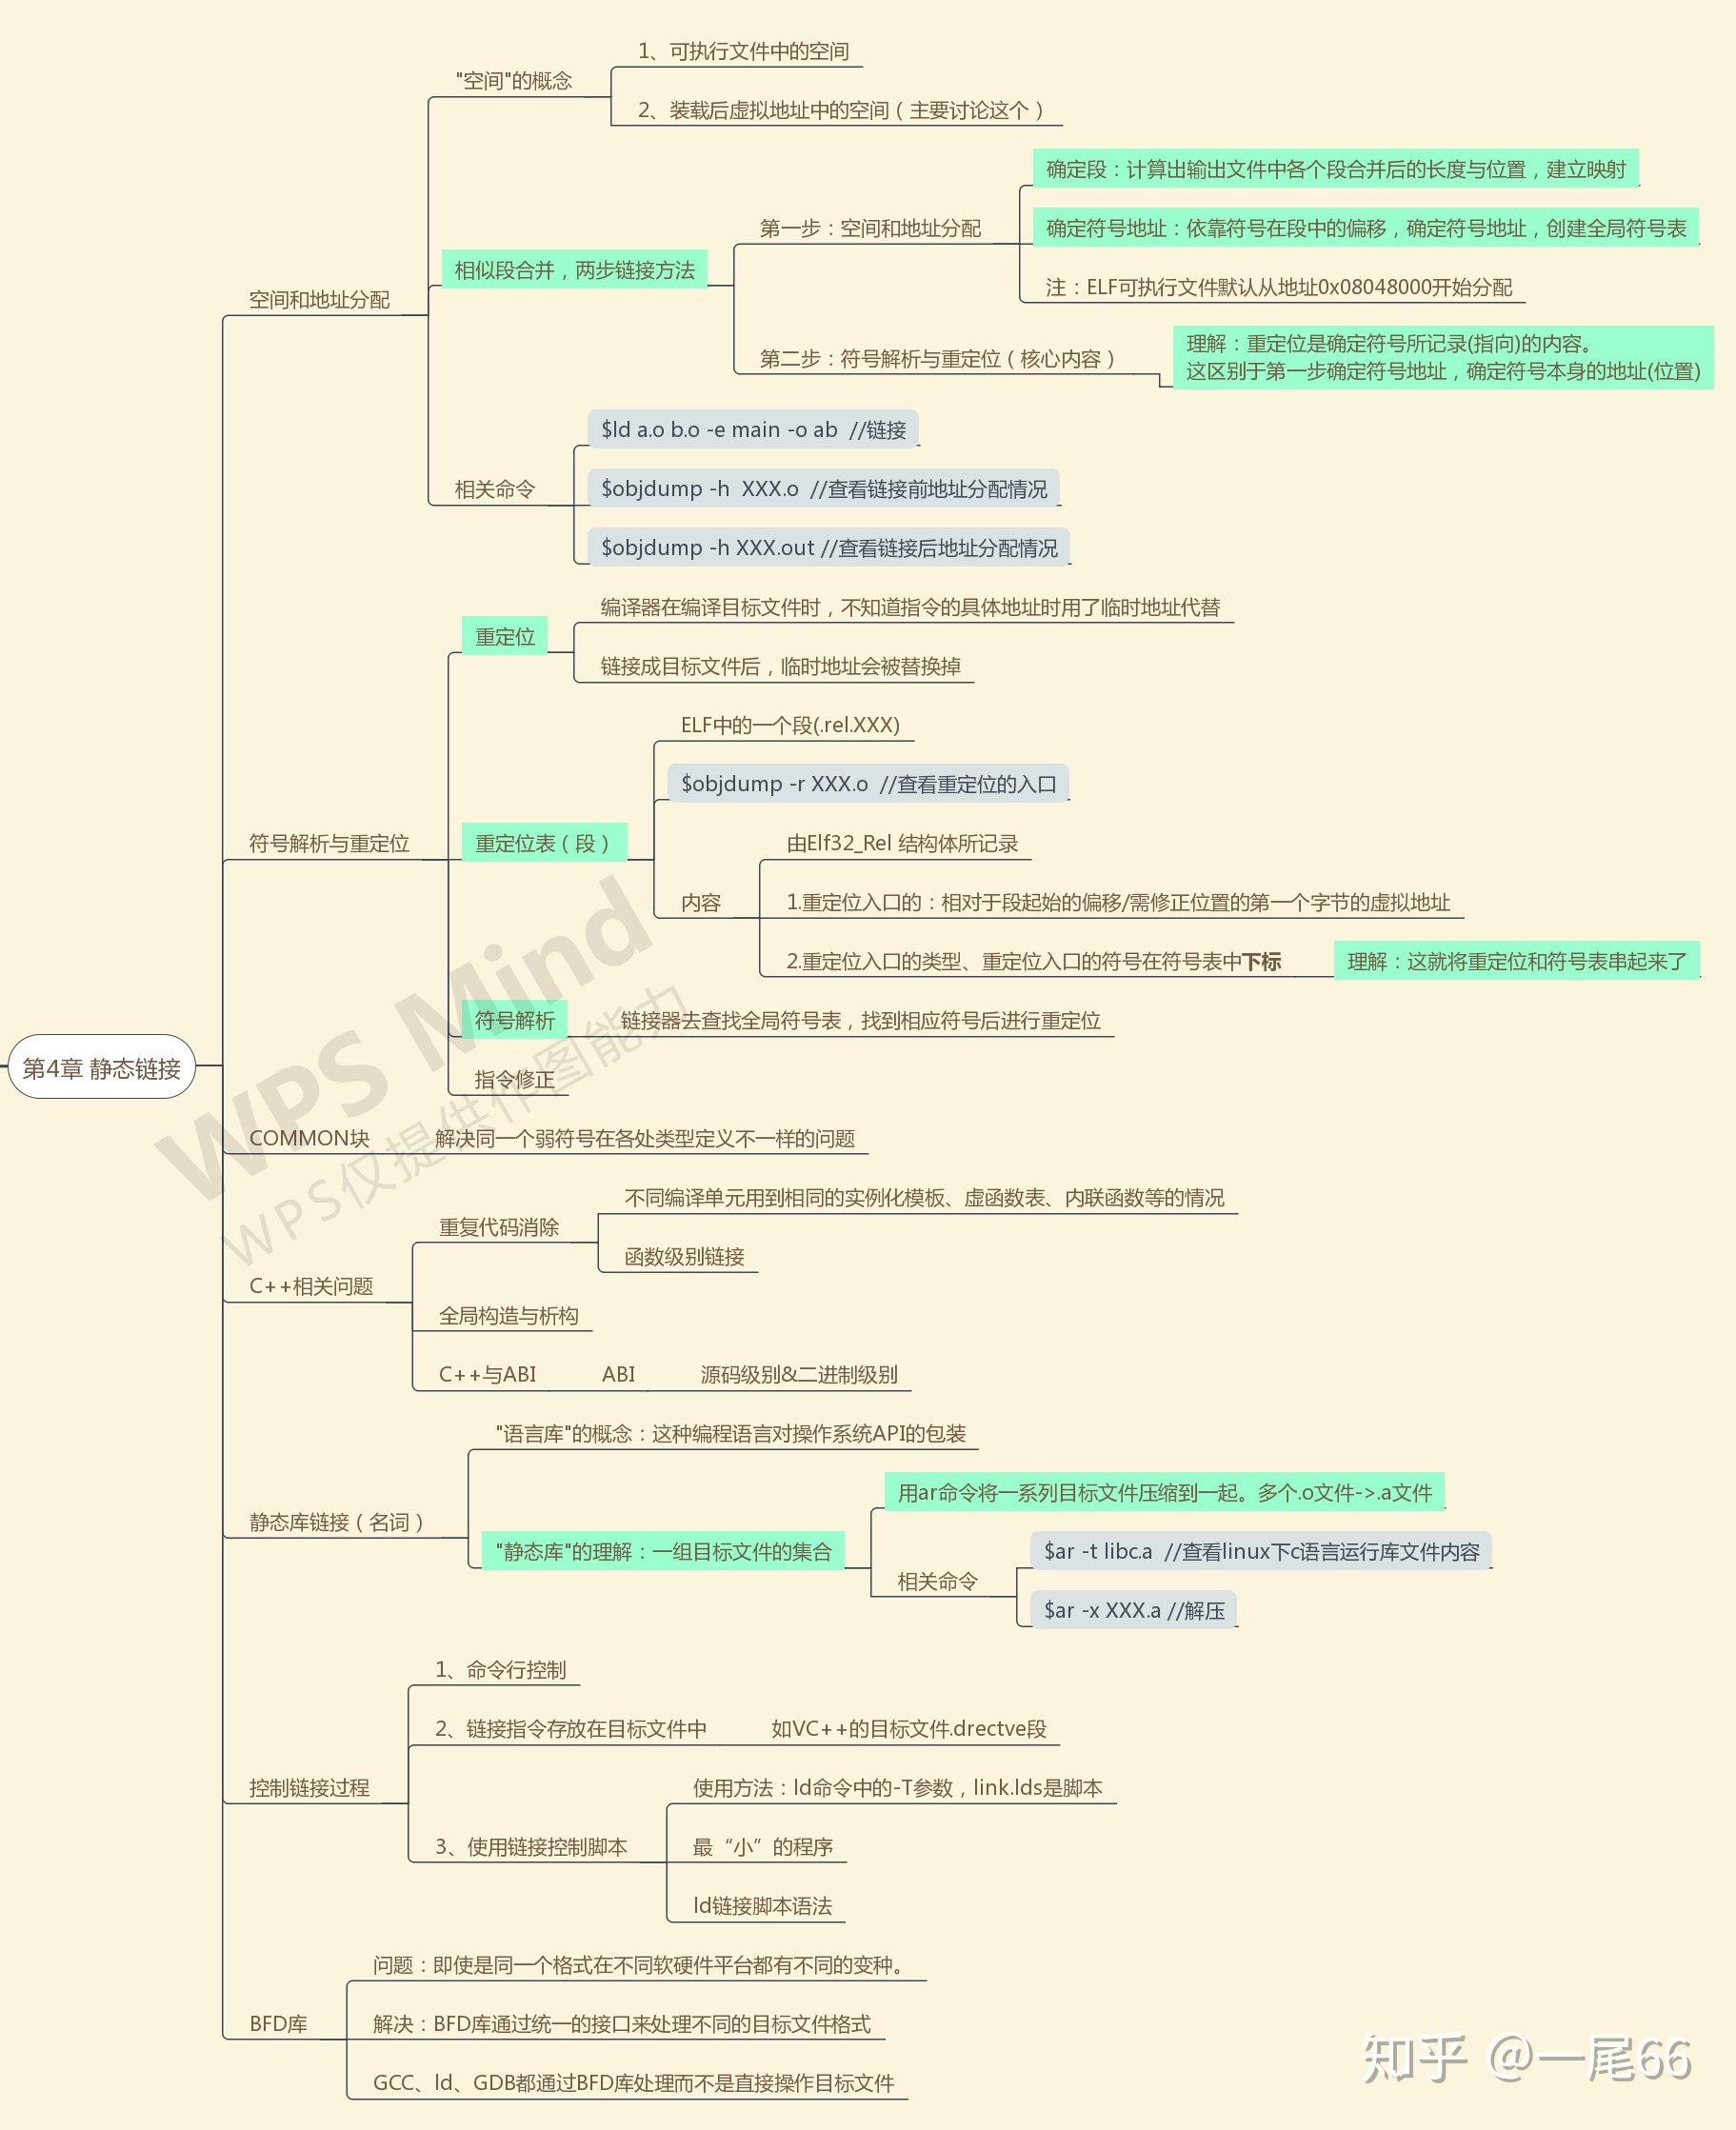 1、可执行文件中的空间
"空间"的概念
2、装载后虚拟地址中的空间（主要讨论这个）
确定段：计算出输出文件中各个段合并后的长度与位置，建立映射
第一步：空间和地址分配
确定符号地址：依靠符号在段中的偏移，确定符号地址，创建全局符号表
相似段合并，两步链接方法
注：ELF可执行文件默认从地址0x08048000开始分配
空间和地址分配
第二步：符号解析与重定位（核心内容）
理解：重定位是确定符号所记录(指向)的内容。
这区别于第一步确定符号地址，确定符号本身的地址(位置)
$ld a.o b.o -e main -o ab //链接
相关命令
$objdump -h XXX.o //查看链接前地址分配情况
$objdump -h XXX.out //查看链接后地址分配情况
编译器在编译目标文件时，不知道指令的具体地址时用了临时地址代替
重定位
链接成目标文件后，临时地址会被替换掉
ELF中的一个段(.rel.XXX)
$objdump -r XXX.o //查看重定位的入口
符号解析与重定位
重定位表（段）
由Elf32_Rel 结构体所记录
内容
1.重定位入口的：相对于段起始的偏移/需修正位置的第一个字节的虚拟地址
2.重定位入口的类型、重定位入口的符号在符号表中下标
理解：这就将重定位和符号表串起来了
符号解析
链接器去查找全局符号表，找到相应符号后进行重定位
指令修正
第4章 静态链接
COMMON块
解决同一个弱符号在各处类型定义不一样的问题
不同编译单元用到相同的实例化模板、虚函数表、内联函数等的情况
重复代码消除
函数级别链接
C++相关问题
全局构造与析构
C++与ABI
ABI
源码级别&二进制级别
"语言库"的概念：这种编程语言对操作系统API的包装
用ar命令将一系列目标文件压缩到一起。多个.o文件->.a文件
静态库链接（名词）
"静态库"的理解：一组目标文件的集合
$ar -t libc.a //查看linux下c语言运行库文件内容
相关命令
$ar -x XXX.a //解压
1、命令行控制
2、链接指令存放在目标文件中
如VC++的目标文件.drectve段
控制链接过程
使用方法：ld命令中的-T参数，link.lds是脚本
3、使用链接控制脚本
最“小”的程序
ld链接脚本语法
问题：即使是同一个格式在不同软硬件平台都有不同的变种。
BFD库
解决：BFD库通过统一的接口来处理不同的目标文件格式
GCC、ld、GDB都通过BFD库处理而不是直接操作目标文件
WPS Mind
WPS仅提供作图能力
知乎 @一尾66